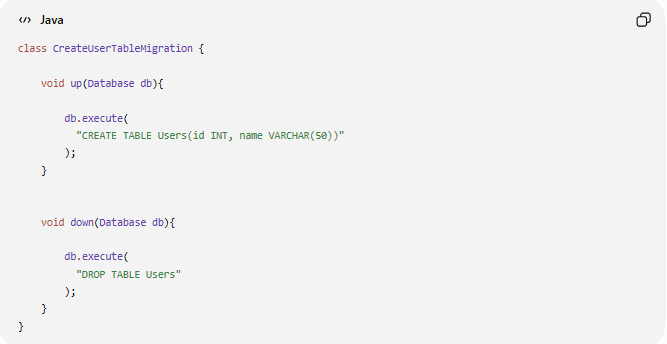 </> Java
class CreateUserTableMigration {
void up(Database db){
db.execute(
"CREATE TABLE Users(id INT, name VARCHAR(50))"
);
}
void down(Database db){
db.execute(
"DROP TABLE Users"
);
}
}